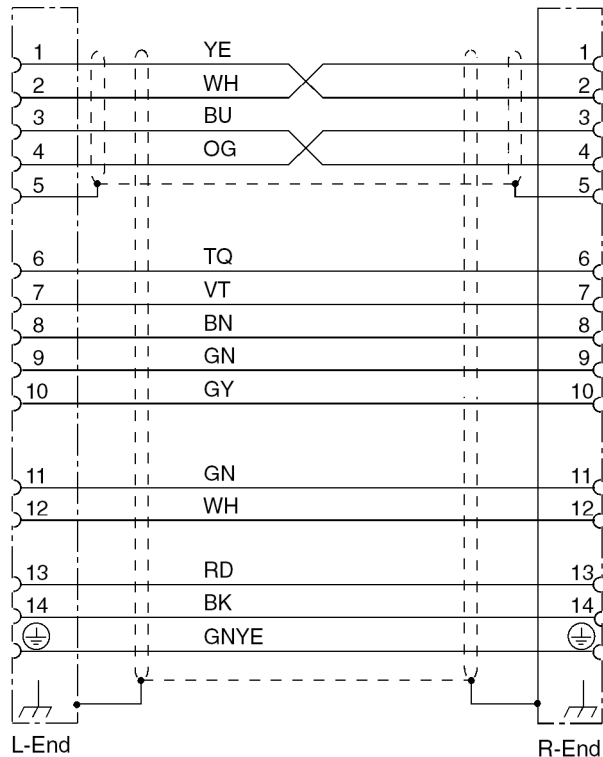 1 YE 1
2 WH 2
3 BU 3
4 OG 4
5 5
6 TQ 6
7 VT 7
8 BN 8
9 GN 9
10 GY 10
11 GN 11
12 WH 12
13 RD 13
14 BK 14
GNYE
L-End R-End